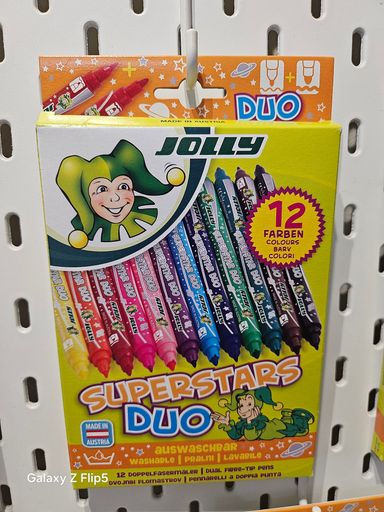 DUO
MADE IN AUSTRIA
JOLLY
12
FARBEN
COLOURS
BARV
COLORI
SUPERSTARS
DUO
MADE IN
AUSTRIA
auswaschbar
WASHABLE | PRALNI | LAVABILE
12 DOPPELFASERMALER | DUAL FIBRE-TIP PENS
DVOJNIH FLOMASTROV | PENNARELLI A DOPPIA PUNTA
Galaxy Z Flip5